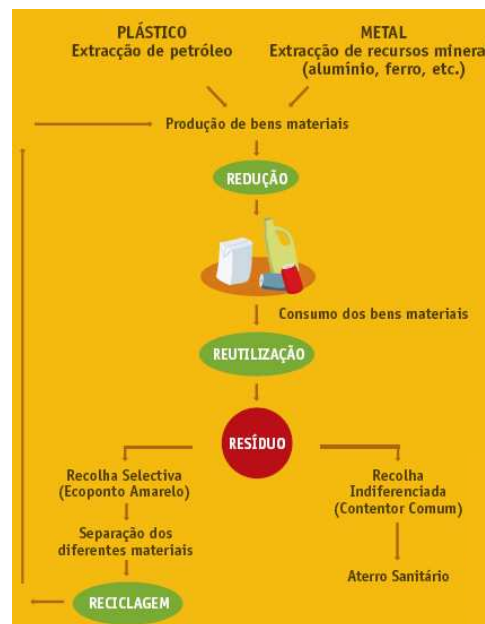 PLÁSTICO
Extracção de petróleo
METAL
Extracção de recursos minera
(alumínio, ferro, etc.)
Produção de bens materiais
REDUÇÃO
Consumo dos bens materiais
REUTILIZAÇÃO
RESÍDUO
Recolha Selectiva
(Ecoponto Amarelo)
Recolha
Indiferenciada
(Contentor Comum)
Separação dos
diferentes materiais
Aterro Sanitário
RECICLAGEM